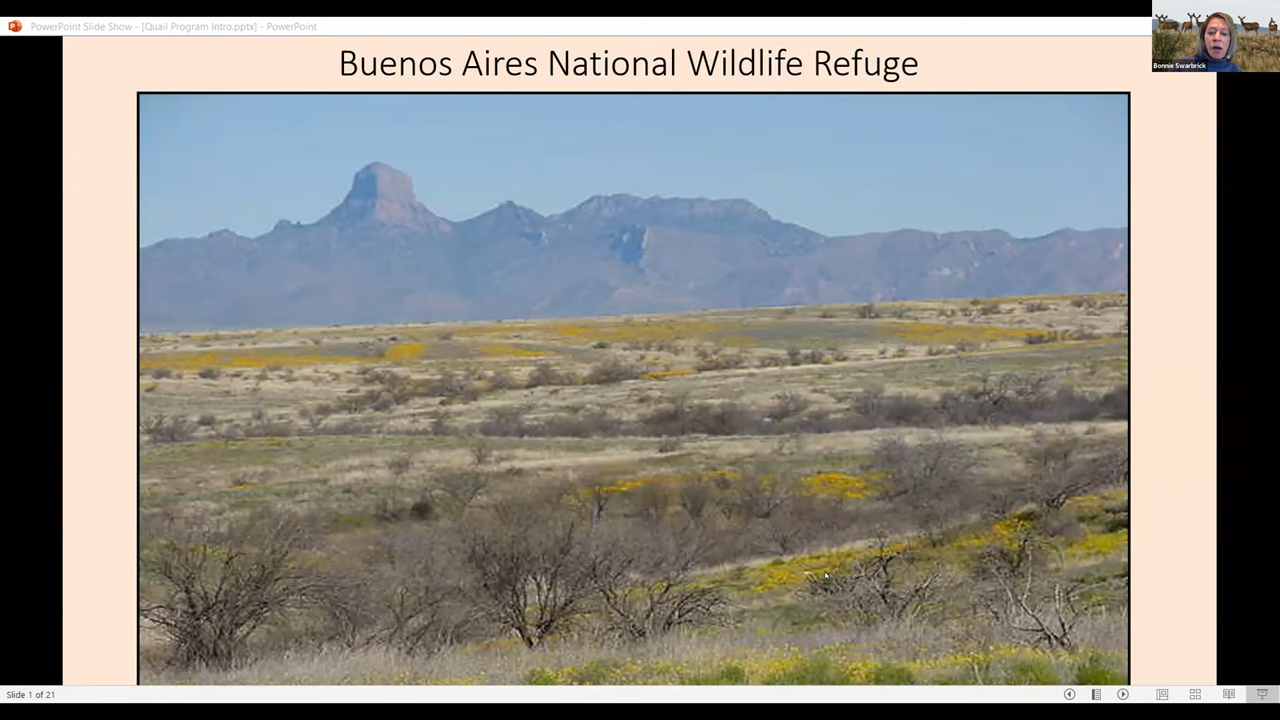 PowerPoint Slide Show - [Quail Program Intro.pptx] - PowerPoint
Bonnie Swarbrick
Buenos Aires National Wildlife Refuge
Slide 1 of 21